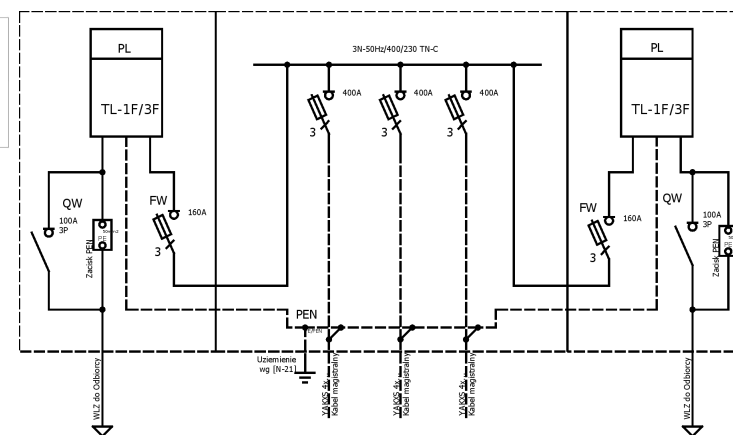 PL
TL-1F/3F
QW
100A
3P
Zacisk PEN
FW
160A
3
WLZ do Odbiorcy
3N-50Hz/400/230 TN-C
400A
3
400A
3
400A
3
PEN
Uziemienie
wg [N-21]
YAKXS 4x
Kabel magistralny
YAKXS 4x
Kabel magistralny
YAKXS 4x
Kabel magistralny
PL
TL-1F/3F
FW
160A
3
QW
100A
3P
Zacisk PEN
WLZ do Odbiorcy